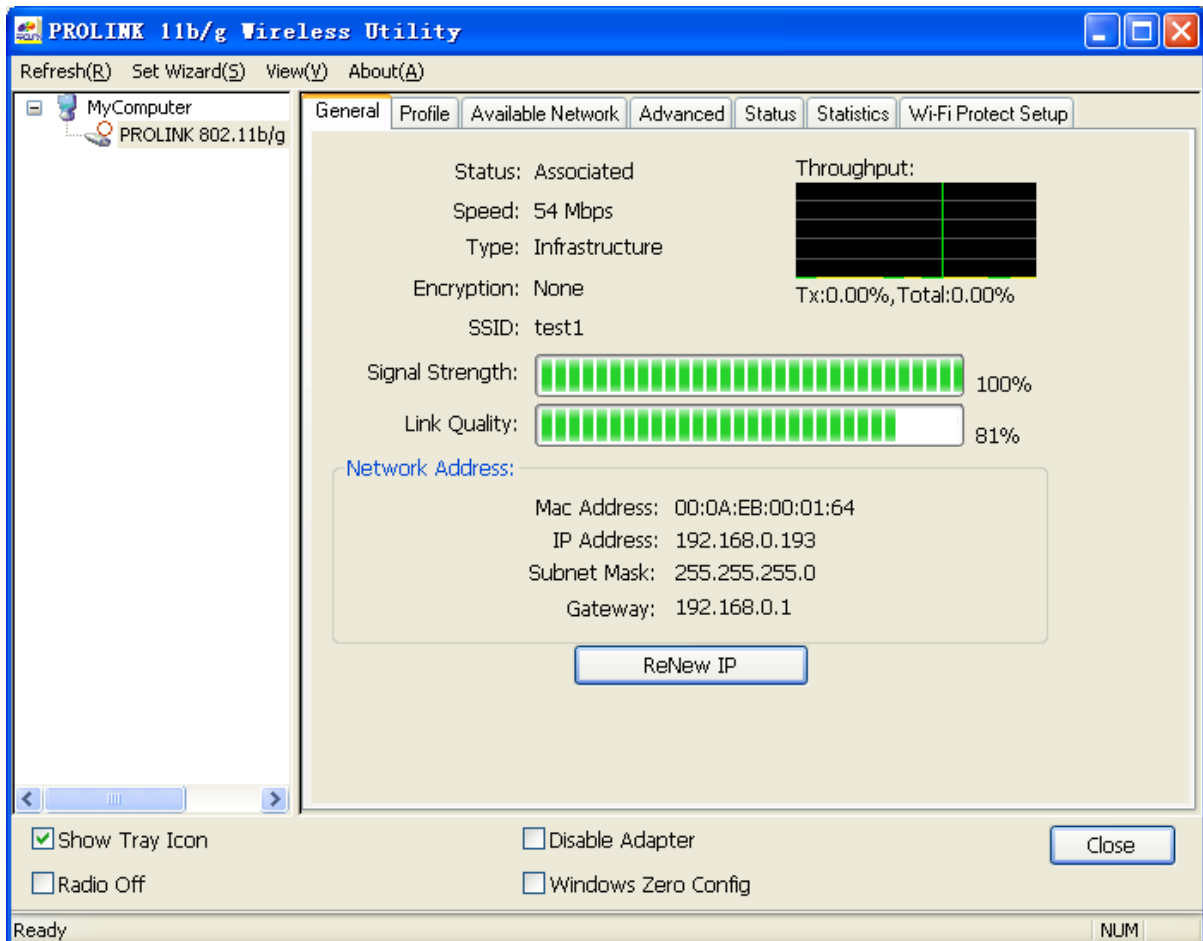 PROLINK 11b/g Wireless Utility
Refresh(R) Set Wizard(S) View(V) About(A)
MyComputer
PROLINK 802.11b/g
General Profile Available Network Advanced Status Statistics Wi-Fi Protect Setup
Status: Associated
Speed: 54 Mbps
Type: Infrastructure
Encryption: None
SSID: test1
Throughput:
Tx:0.00%,Total:0.00%
Signal Strength: 100%
Link Quality: 81%
Network Address:
Mac Address: 00:0A:EB:00:01:64
IP Address: 192.168.0.193
Subnet Mask: 255.255.255.0
Gateway: 192.168.0.1
ReNew IP
Show Tray Icon
Radio Off
Disable Adapter
Windows Zero Config
Close
Ready
NUM